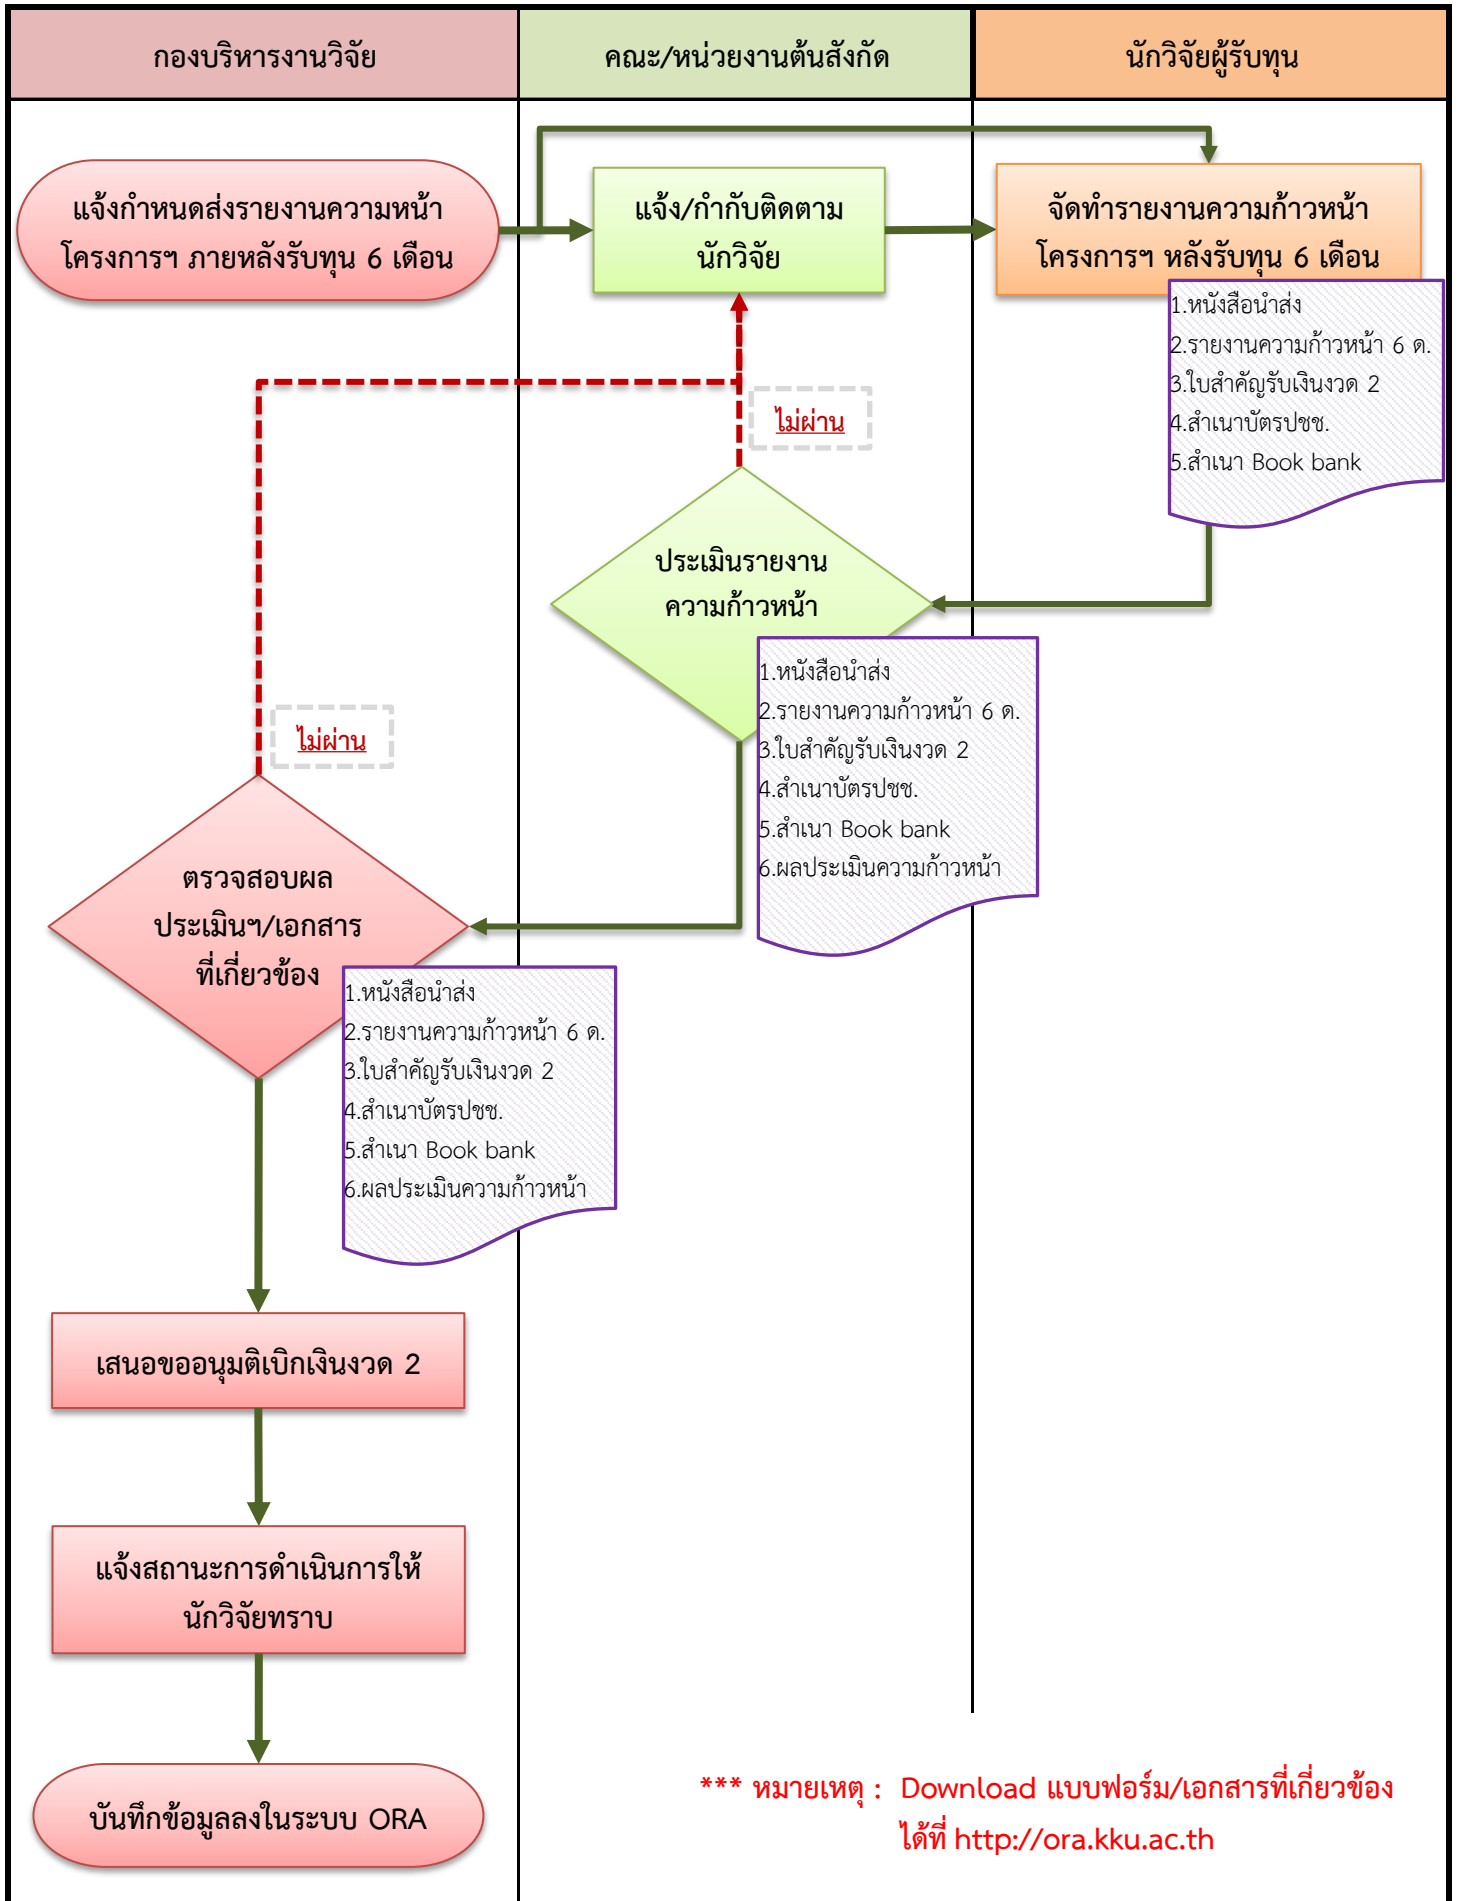 กองบริหารงานวิจัย
คณะ/หน่วยงานต้นสังกัด
นักวิจัยผู้รับทุน
แจ้งกำหนดส่งรายงานความหน้า
โครงการฯ ภายหลังรับทุน 6 เดือน
แจ้ง/กำกับติดตาม
นักวิจัย
จัดทำรายงานความก้าวหน้า
โครงการฯ หลังรับทุน 6 เดือน
1.หนังสือนำส่ง
2.รายงานความก้าวหน้า 6 ด.
3.ใบสำคัญรับเงินงวด 2
4.สำเนาบัตรปชช.
5.สำเนา Book bank
ไม่ผ่าน
ประเมินรายงาน
ความก้าวหน้า
1.หนังสือนำส่ง
2.รายงานความก้าวหน้า 6 ด.
3.ใบสำคัญรับเงินงวด 2
4.สำเนาบัตรปชช.
5.สำเนา Book bank
6.ผลประเมินความก้าวหน้า
ไม่ผ่าน
ตรวจสอบผล
ประเมินฯ/เอกสาร
ที่เกี่ยวข้อง
1.หนังสือนำส่ง
2.รายงานความก้าวหน้า 6 ด.
3.ใบสำคัญรับเงินงวด 2
4.สำเนาบัตรปชช.
5.สำเนา Book bank
6.ผลประเมินความก้าวหน้า
เสนอขออนุมติเบิกเงินงวด 2
แจ้งสถานะการดำเนินการให้
นักวิจัยทราบ
บันทึกข้อมูลลงในระบบ ORA
*** หมายเหตุ : Download แบบฟอร์ม/เอกสารที่เกี่ยวข้อง
ได้ที่ http://ora.kku.ac.th